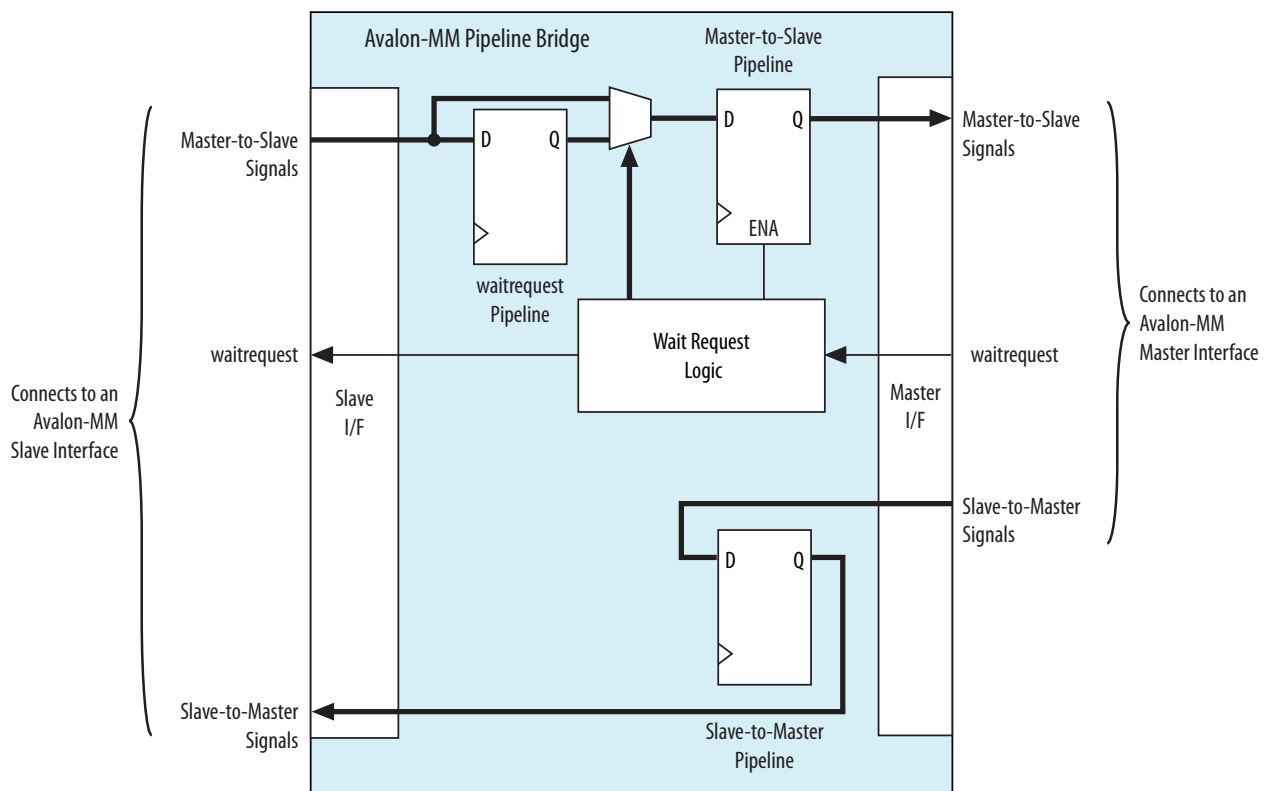 Avalon-MM Pipeline Bridge
Master-to-Slave
Pipeline
Master-to-Slave
Signals
D
Q
D
Q
ENA
Master-to-Slave
Signals
waitrequest
Pipeline
waitrequest
Wait Request
Logic
waitrequest
Connects to an
Avalon-MM
Master Interface
Connects to an
Avalon-MM
Slave Interface
Slave
I/F
Master
I/F
Slave-to-Master
Signals
D
Q
Slave-to-Master
Signals
Slave-to-Master
Pipeline